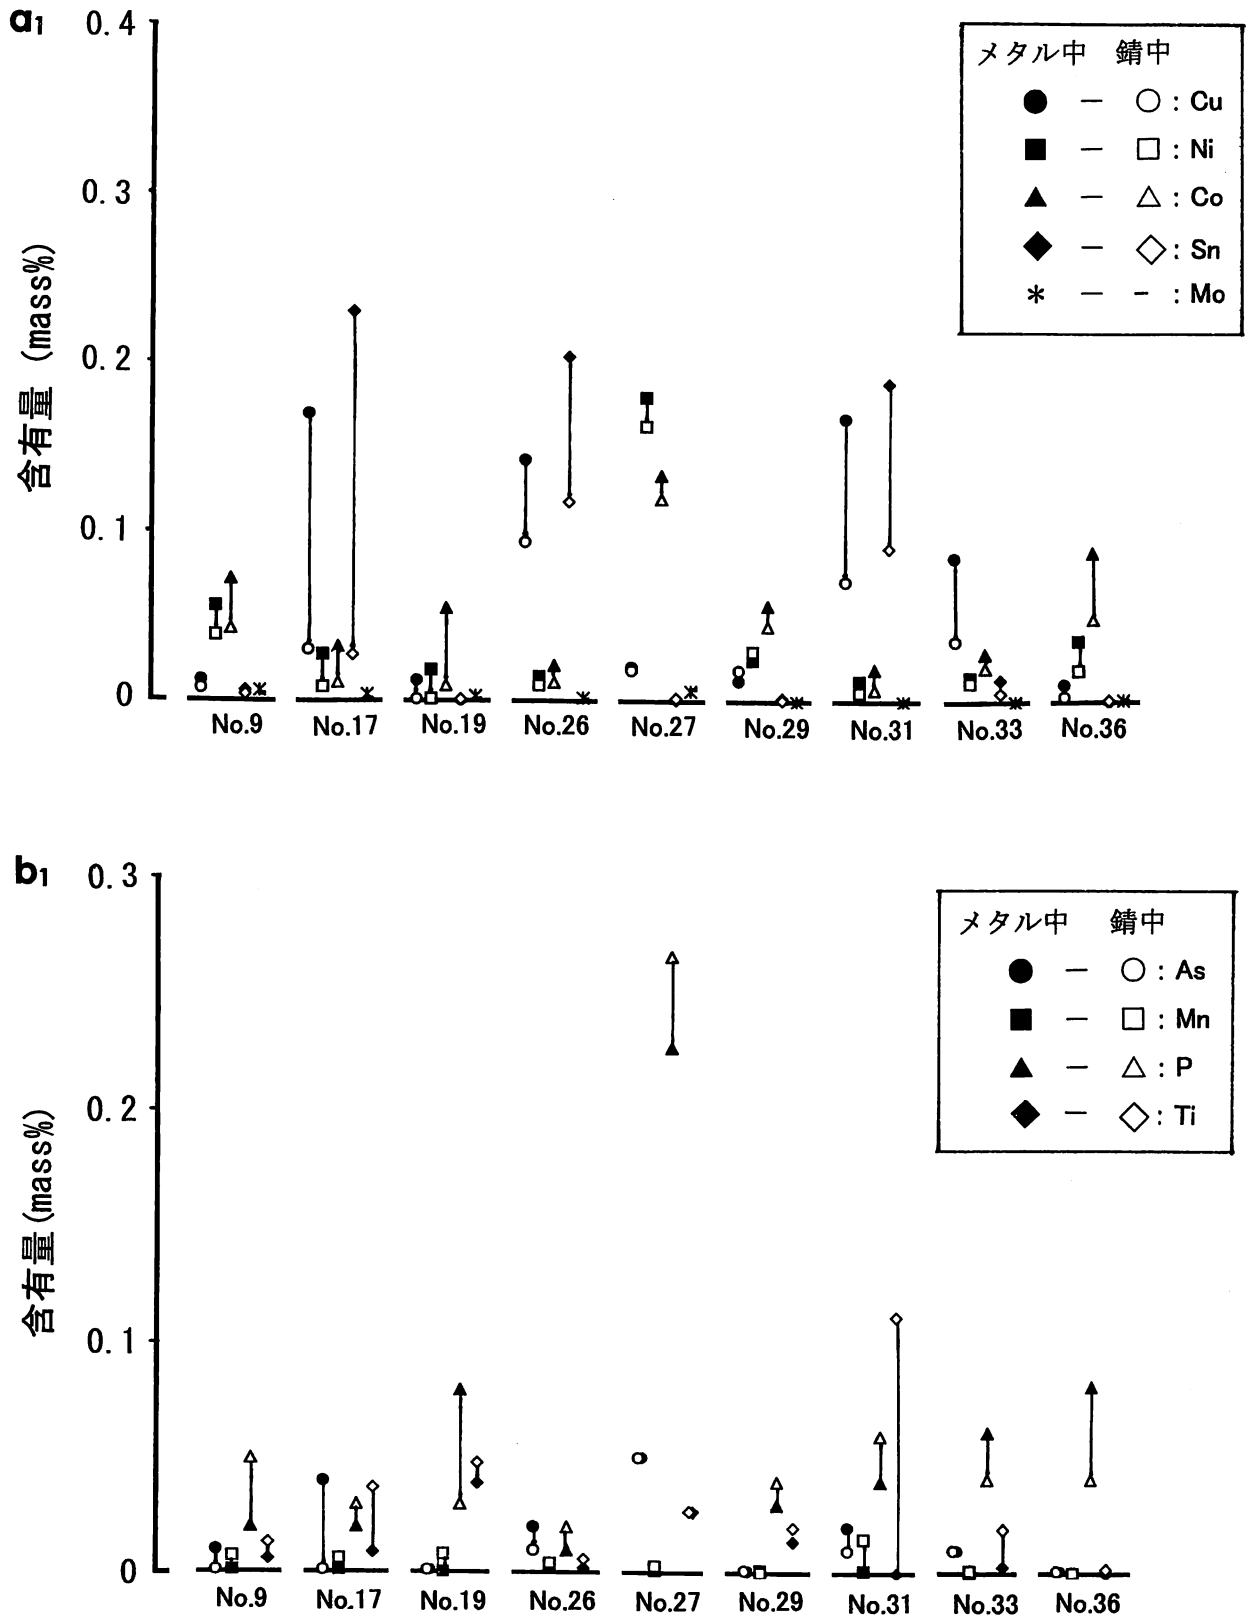 a1
0.4
0.3
0.2
0.1
0
含有量 (mass%)
メタル中 錆中
● — ○ : Cu
■ — □ : Ni
▲ — △ : Co
◆ — ◇ : Sn
* — - : Mo
No.9 No.17 No.19 No.26 No.27 No.29 No.31 No.33 No.36
b1
0.3
0.2
0.1
0
含有量 (mass%)
メタル中 錆中
● — ○ : As
■ — □ : Mn
▲ — △ : P
◆ — ◇ : Ti
No.9 No.17 No.19 No.26 No.27 No.29 No.31 No.33 No.36